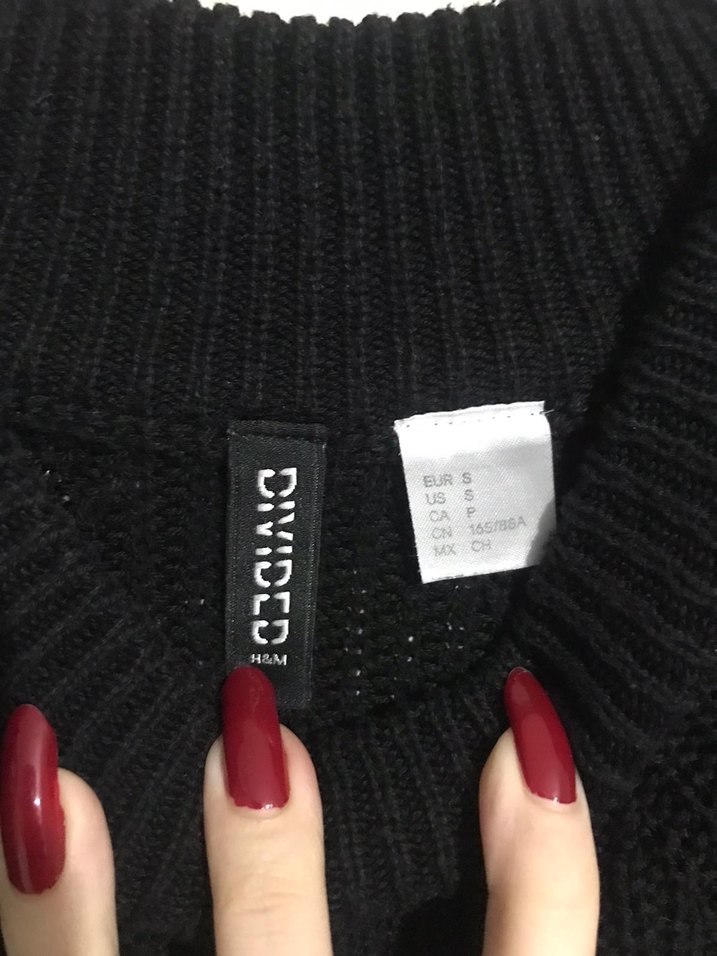 DIVIDED
H&M
EUR S
US S
CA P
CN 165/88A
MX CH